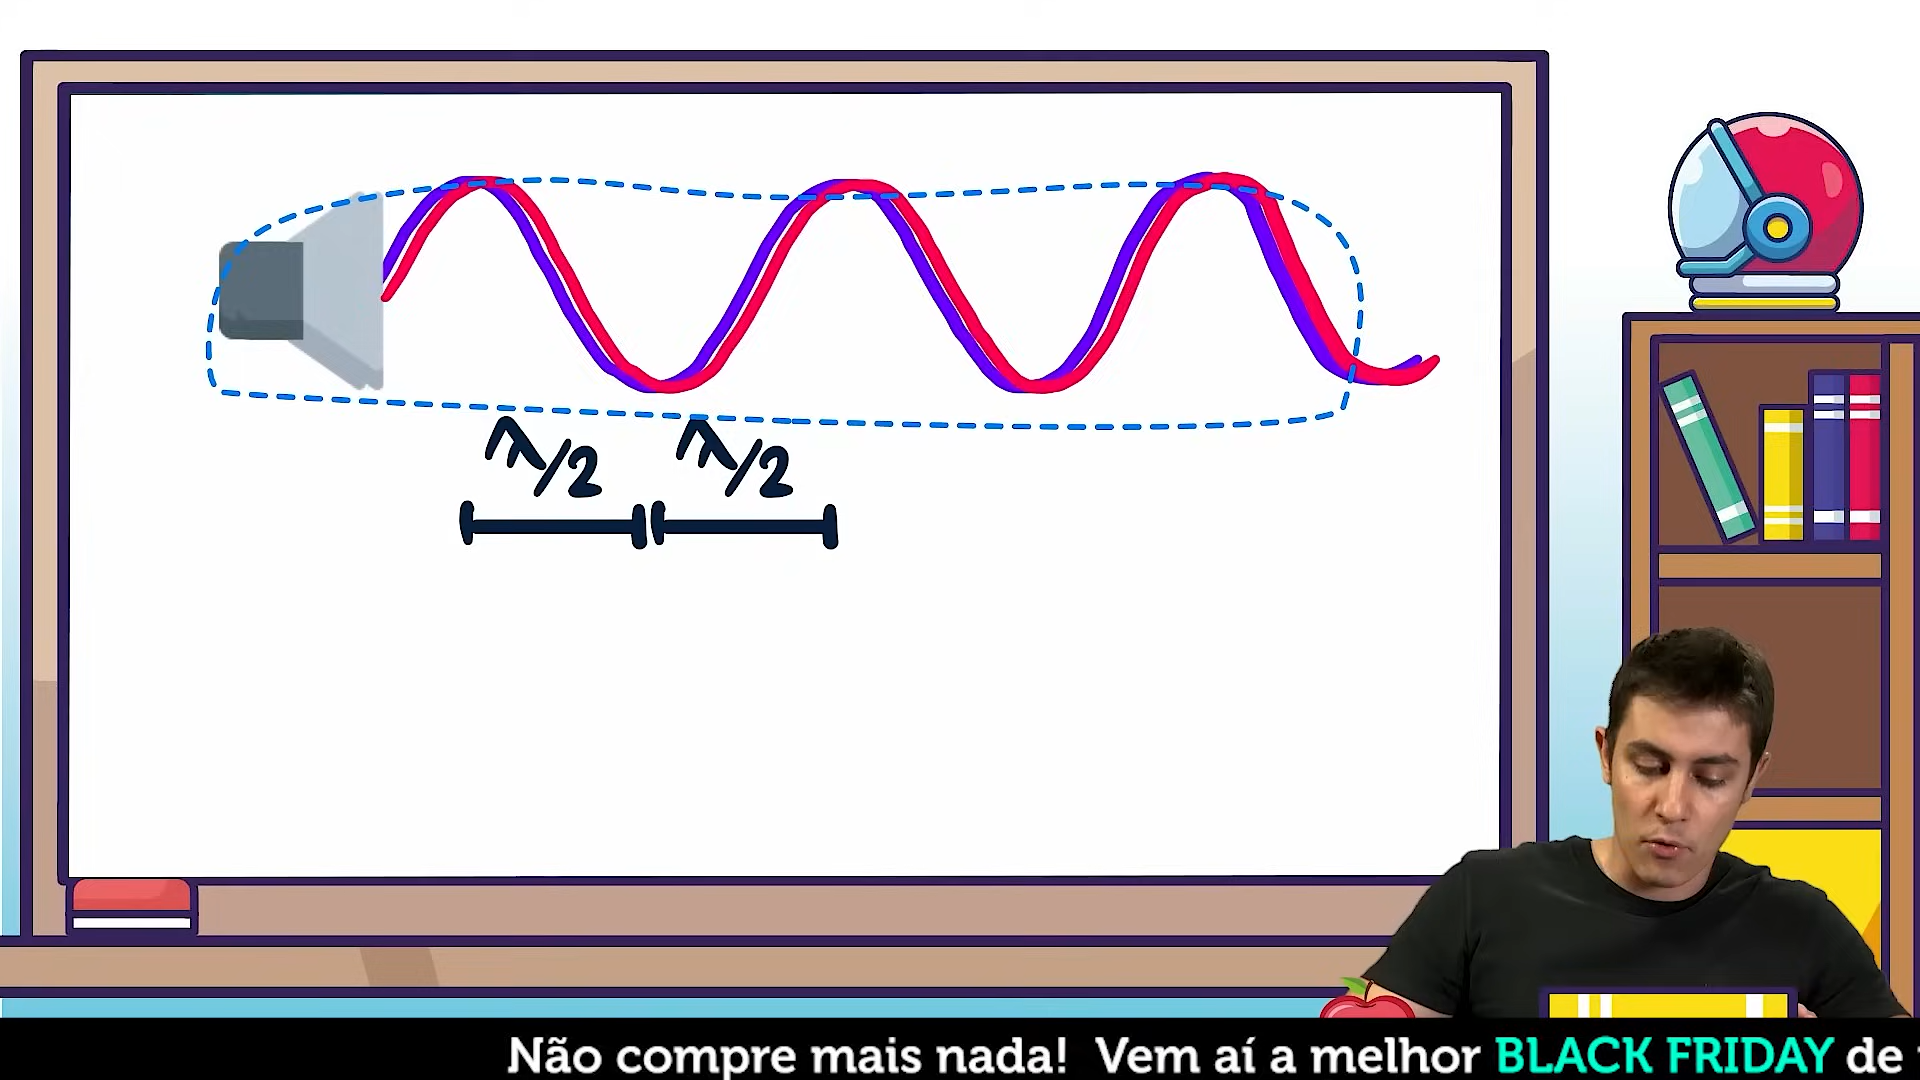 λ/2 λ/2
Não compre mais nada! Vem aí a melhor BLACK FRIDAY de